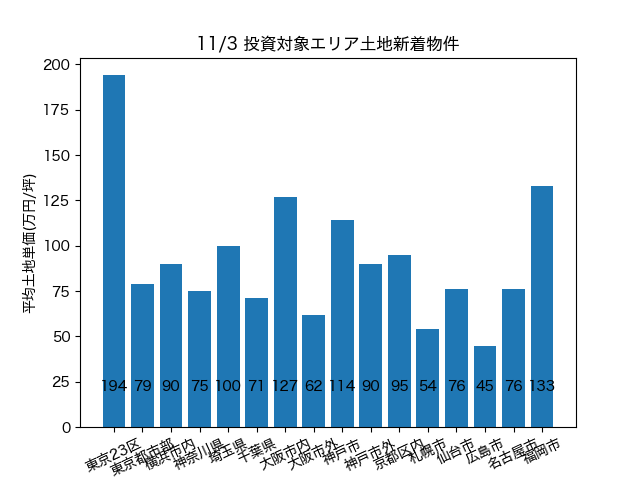 11/3 投資対象エリア土地新着物件
平均土地単価(万円/坪)
200
175
150
125
100
75
50
25
0
194 79 90 75 100 71 127 62 114 90 95 54 76 45 76 133
東京23区
東京都市部
横浜市内
神奈川県
埼玉県
千葉県
大阪市内
大阪市外
神戸市
神戸市外
京都区内
札幌市
仙台市
広島市
名古屋市
福岡市